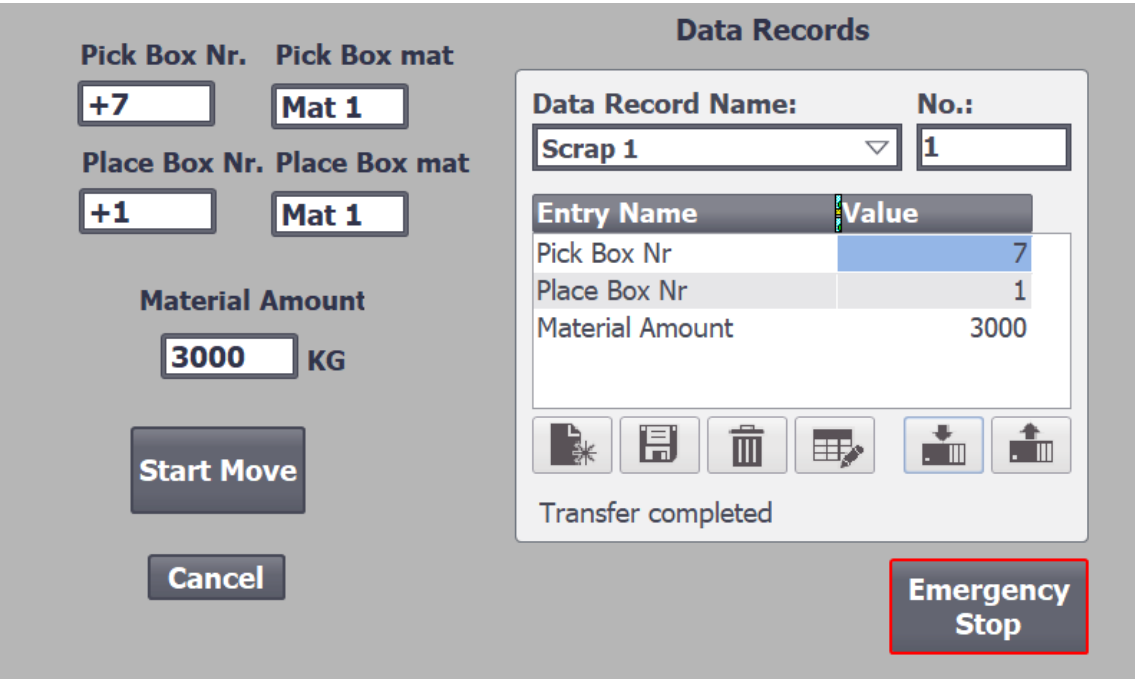 Pick Box Nr.
Pick Box mat
+7
Mat 1
Place Box Nr.
Place Box mat
+1
Mat 1
Material Amount
3000
KG
Start Move
Cancel
Data Records
Data Record Name:
No.:
Scrap 1
1
Entry Name
Value
Pick Box Nr
7
Place Box Nr
1
Material Amount
3000
Transfer completed
Emergency
Stop